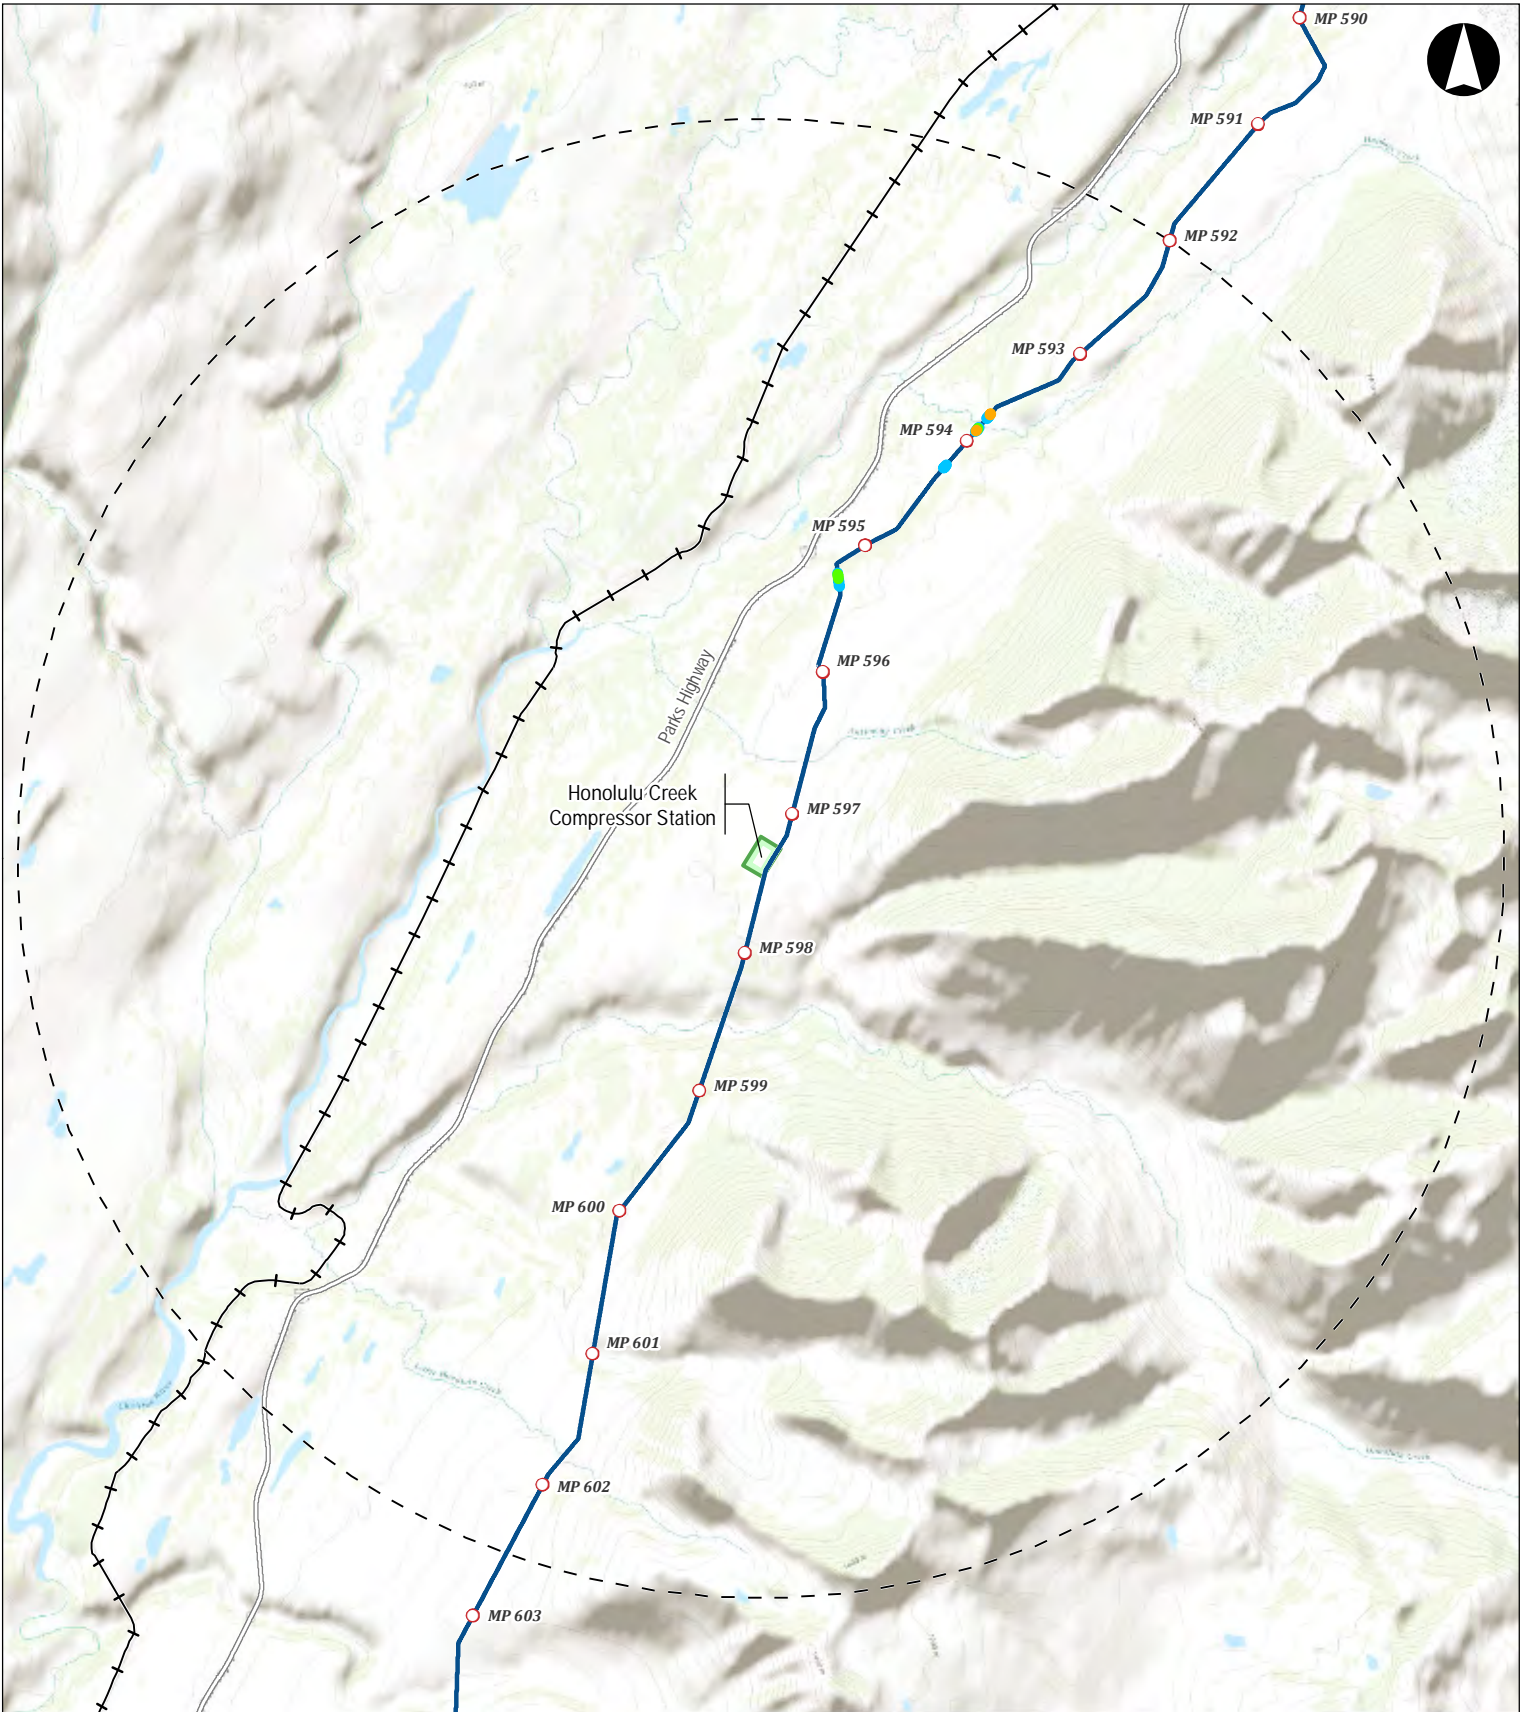 MP 590
MP 591
MP 592
MP 593
MP 594
MP 595
MP 596
Parks Highway
Honolulu Creek
Compressor Station
MP 597
MP 598
MP 599
MP 600
MP 601
MP 602
MP 603